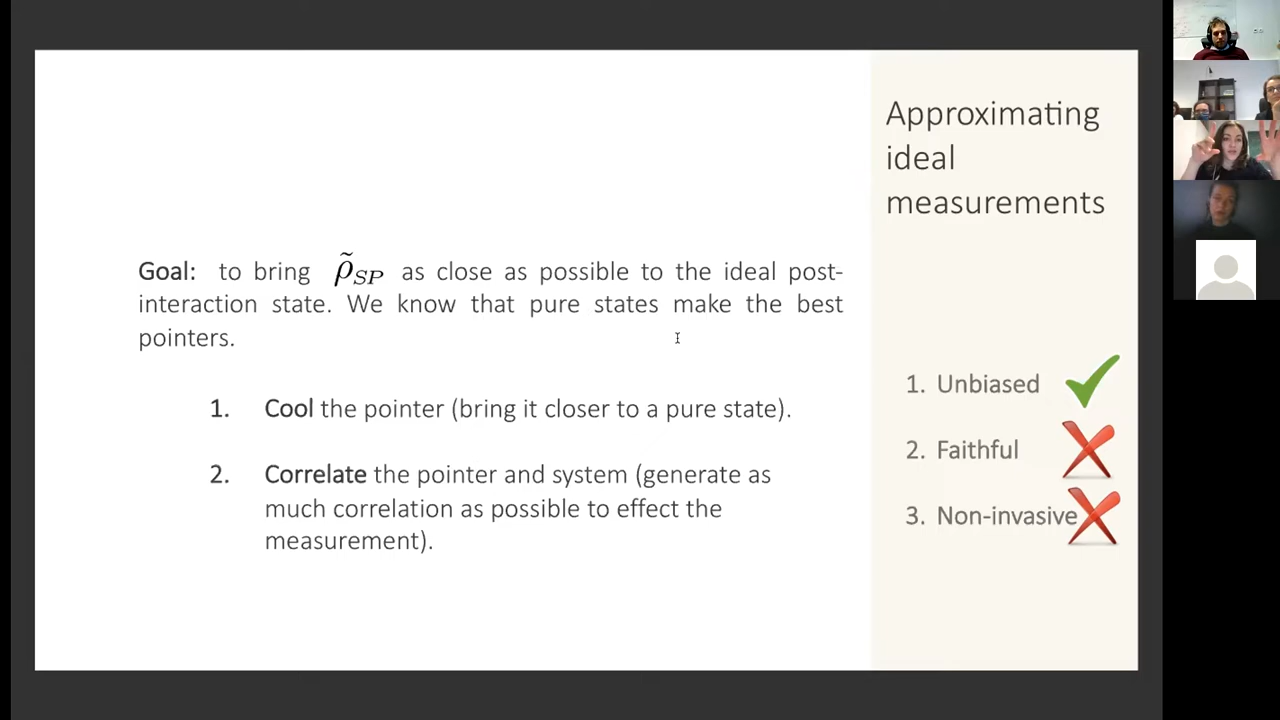 Approximating
ideal
measurements
Goal: to bring ρ̃_SP as close as possible to the ideal post-
interaction state. We know that pure states make the best
pointers.
1. Cool the pointer (bring it closer to a pure state).
2. Correlate the pointer and system (generate as
much correlation as possible to effect the
measurement).
1. Unbiased
2. Faithful
3. Non-invasive